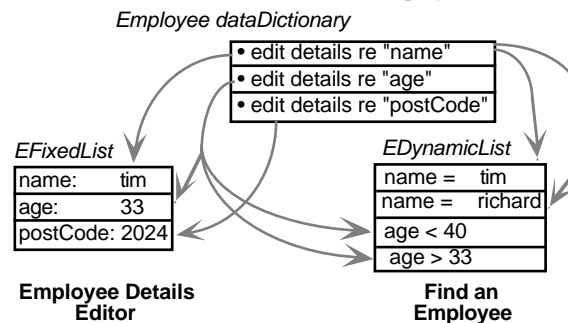 Employee dataDictionary
• edit details re "name"
• edit details re "age"
• edit details re "postCode"
EFixedList
name: tim
age: 33
postCode: 2024
Employee Details
Editor
EDynamicList
name = tim
name = richard
age < 40
age > 33
Find an
Employee